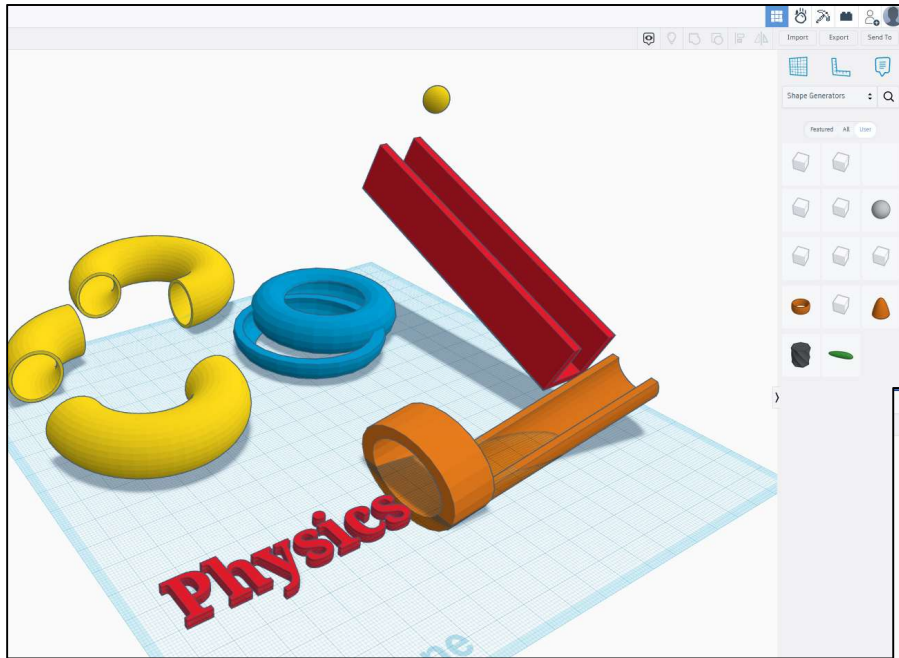 Import Export Send To
Shape Generators
Featured All User
Physics